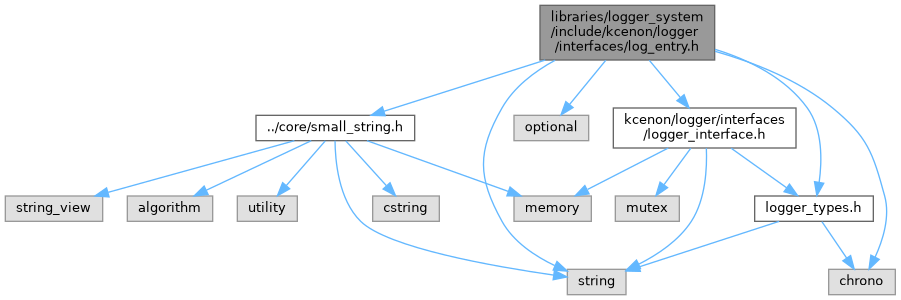 libraries/logger_system
/include/kcenon/logger
/interfaces/log_entry.h
../core/small_string.h
optional
kcenon/logger/interfaces
/logger_interface.h
string_view
algorithm
utility
cstring
memory
mutex
logger_types.h
string
chrono